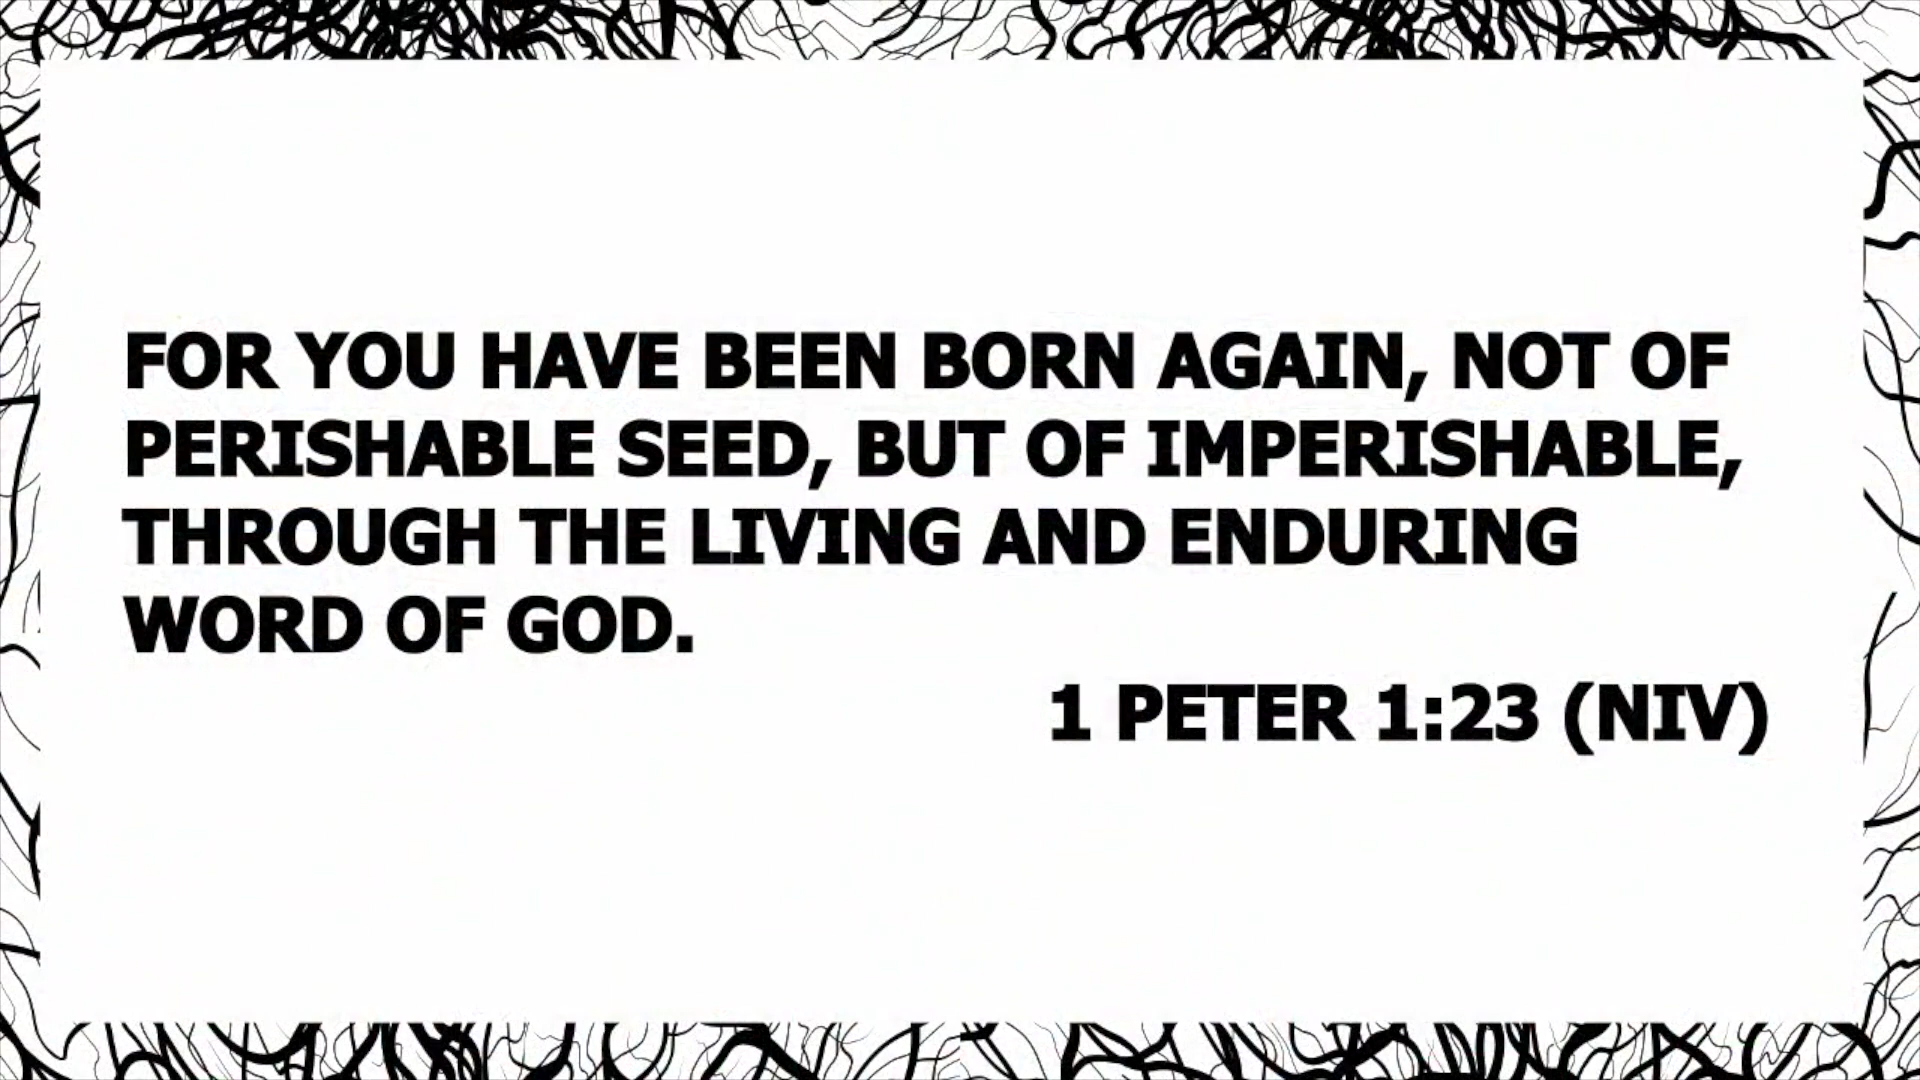 FOR YOU HAVE BEEN BORN AGAIN, NOT OF
PERISHABLE SEED, BUT OF IMPERISHABLE,
THROUGH THE LIVING AND ENDURING
WORD OF GOD.
1 PETER 1:23 (NIV)